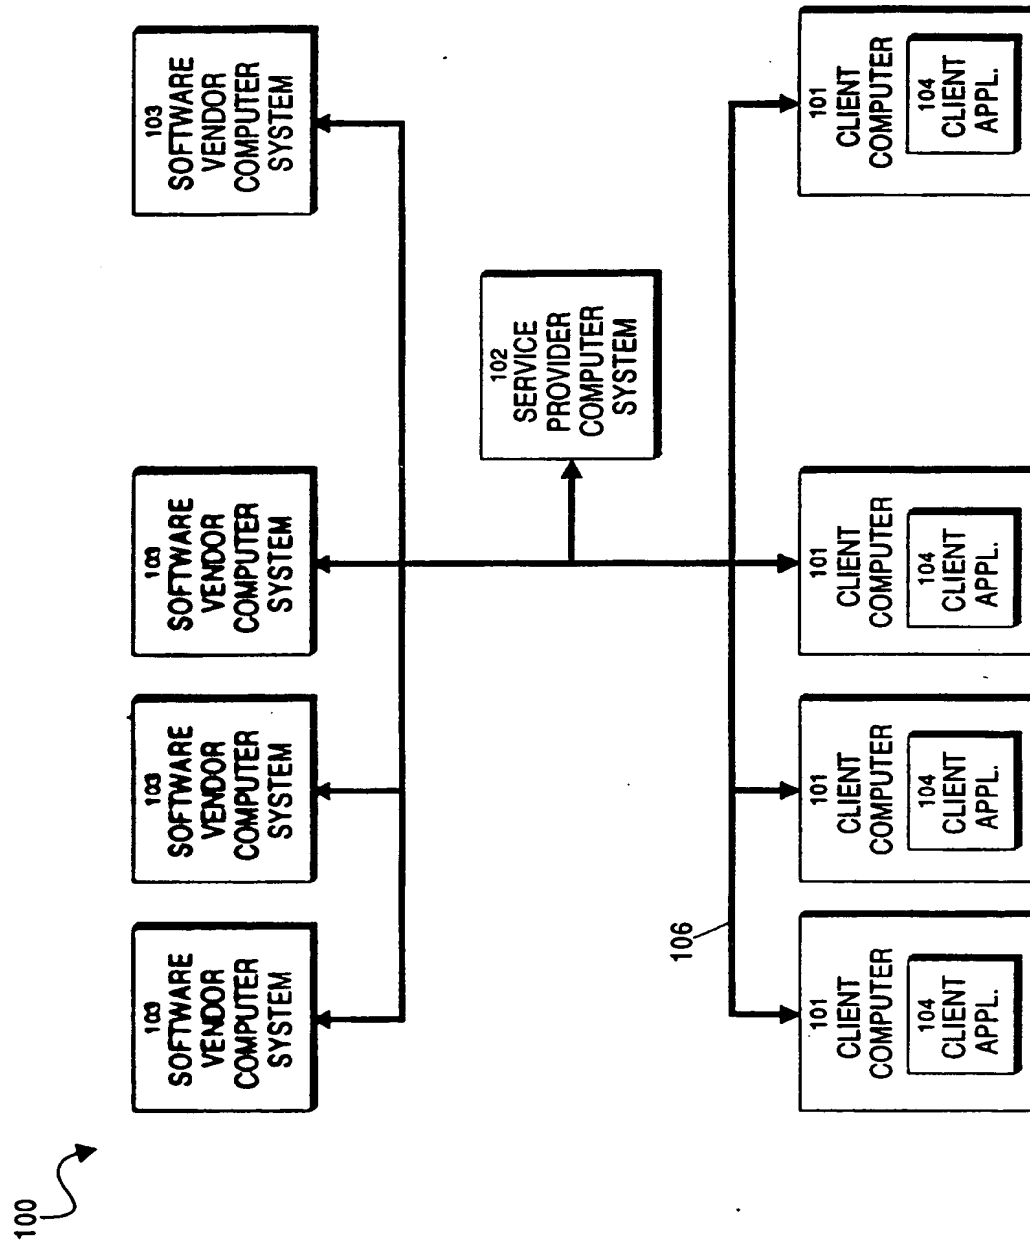 100
103
SOFTWARE
VENDOR
COMPUTER
SYSTEM
103
SOFTWARE
VENDOR
COMPUTER
SYSTEM
103
SOFTWARE
VENDOR
COMPUTER
SYSTEM
103
SOFTWARE
VENDOR
COMPUTER
SYSTEM
102
SERVICE
PROVIDER
COMPUTER
SYSTEM
106
101
CLIENT
COMPUTER
104
CLIENT
APPL.
101
CLIENT
COMPUTER
104
CLIENT
APPL.
101
CLIENT
COMPUTER
104
CLIENT
APPL.
101
CLIENT
COMPUTER
104
CLIENT
APPL.